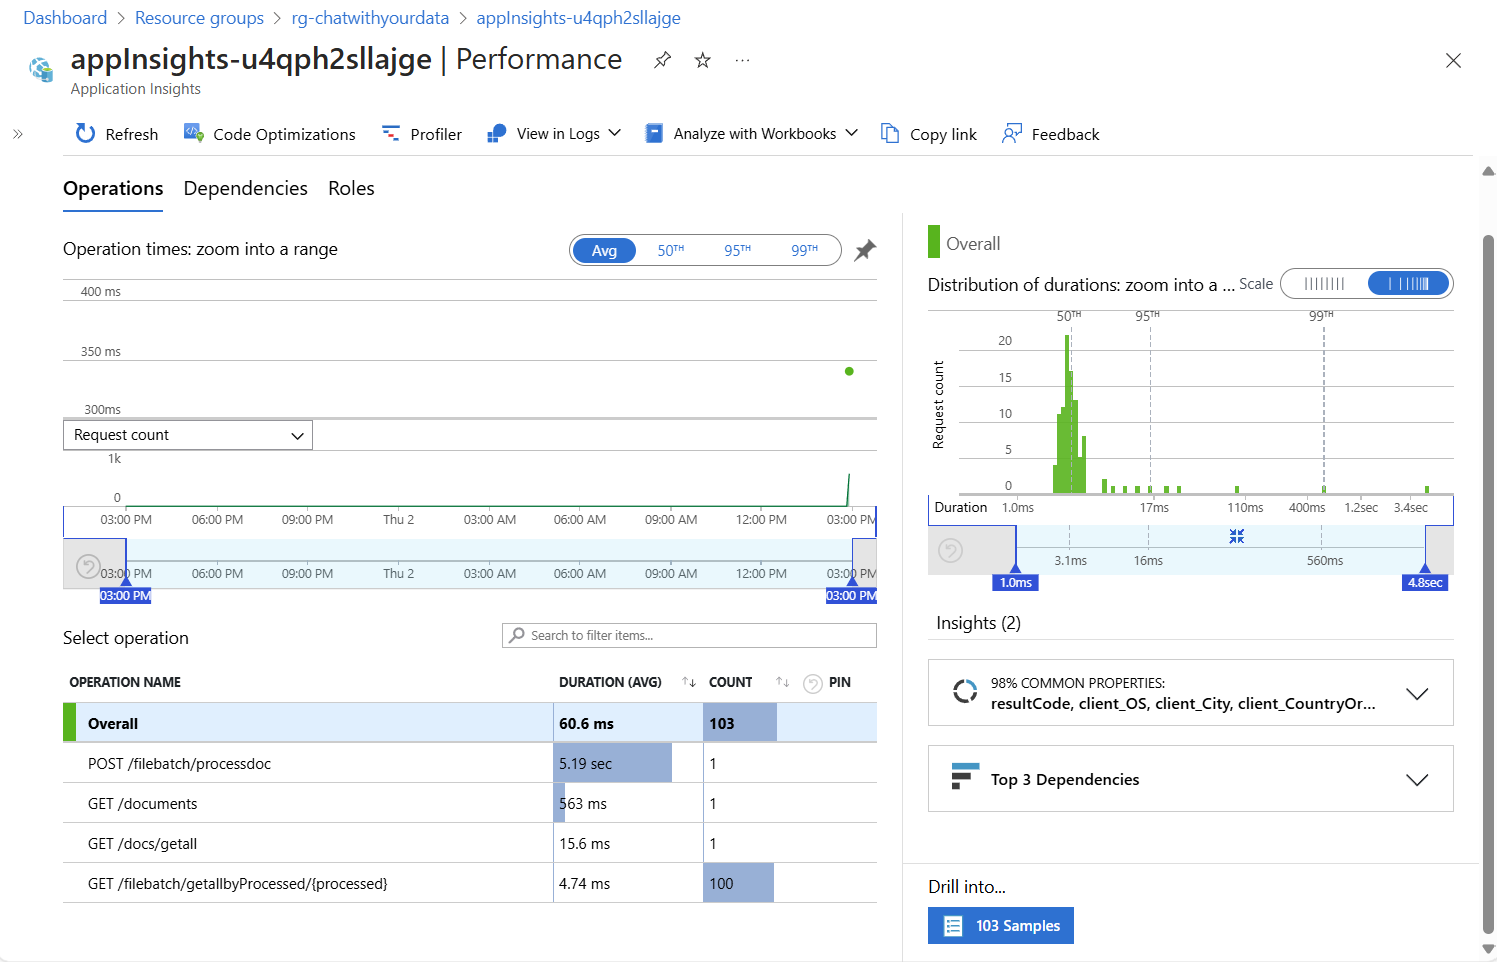 Dashboard > Resource groups > rg-chatwithyourdata > appInsights-u4qph2sllajge
appInsights-u4qph2sllajge | Performance ...
Application Insights
Refresh Code Optimizations Profiler View in Logs Analyze with Workbooks Copy link Feedback
Operations Dependencies Roles
Operation times: zoom into a range
Avg 50TH 95TH 99TH
400 ms
350 ms
300ms
Request count
1k
0
03:00 PM 06:00 PM 09:00 PM Thu 2 03:00 AM 06:00 AM 09:00 AM 12:00 PM 03:00 PM
03:00 PM 06:00 PM 09:00 PM Thu 2 03:00 AM 06:00 AM 09:00 AM 12:00 PM 03:00 PM
03:00 PM 03:00 PM
Select operation
Search to filter items...
OPERATION NAME DURATION (AVG) COUNT PIN
Overall 60.6 ms 103
POST /filebatch/processdoc 5.19 sec 1
GET /documents 563 ms 1
GET /docs/getall 15.6 ms 1
GET /filebatch/getallbyProcessed/{processed} 4.74 ms 100
Overall
Distribution of durations: zoom into a ... Scale
50TH 95TH 99TH
Request count
20
15
10
5
0
Duration 1.0ms 17ms 110ms 400ms 1.2sec 3.4sec
3.1ms 16ms 560ms
1.0ms 4.8sec
Insights (2)
98% COMMON PROPERTIES:
resultCode, client_OS, client_City, client_CountryOr...
Top 3 Dependencies
Drill into...
103 Samples